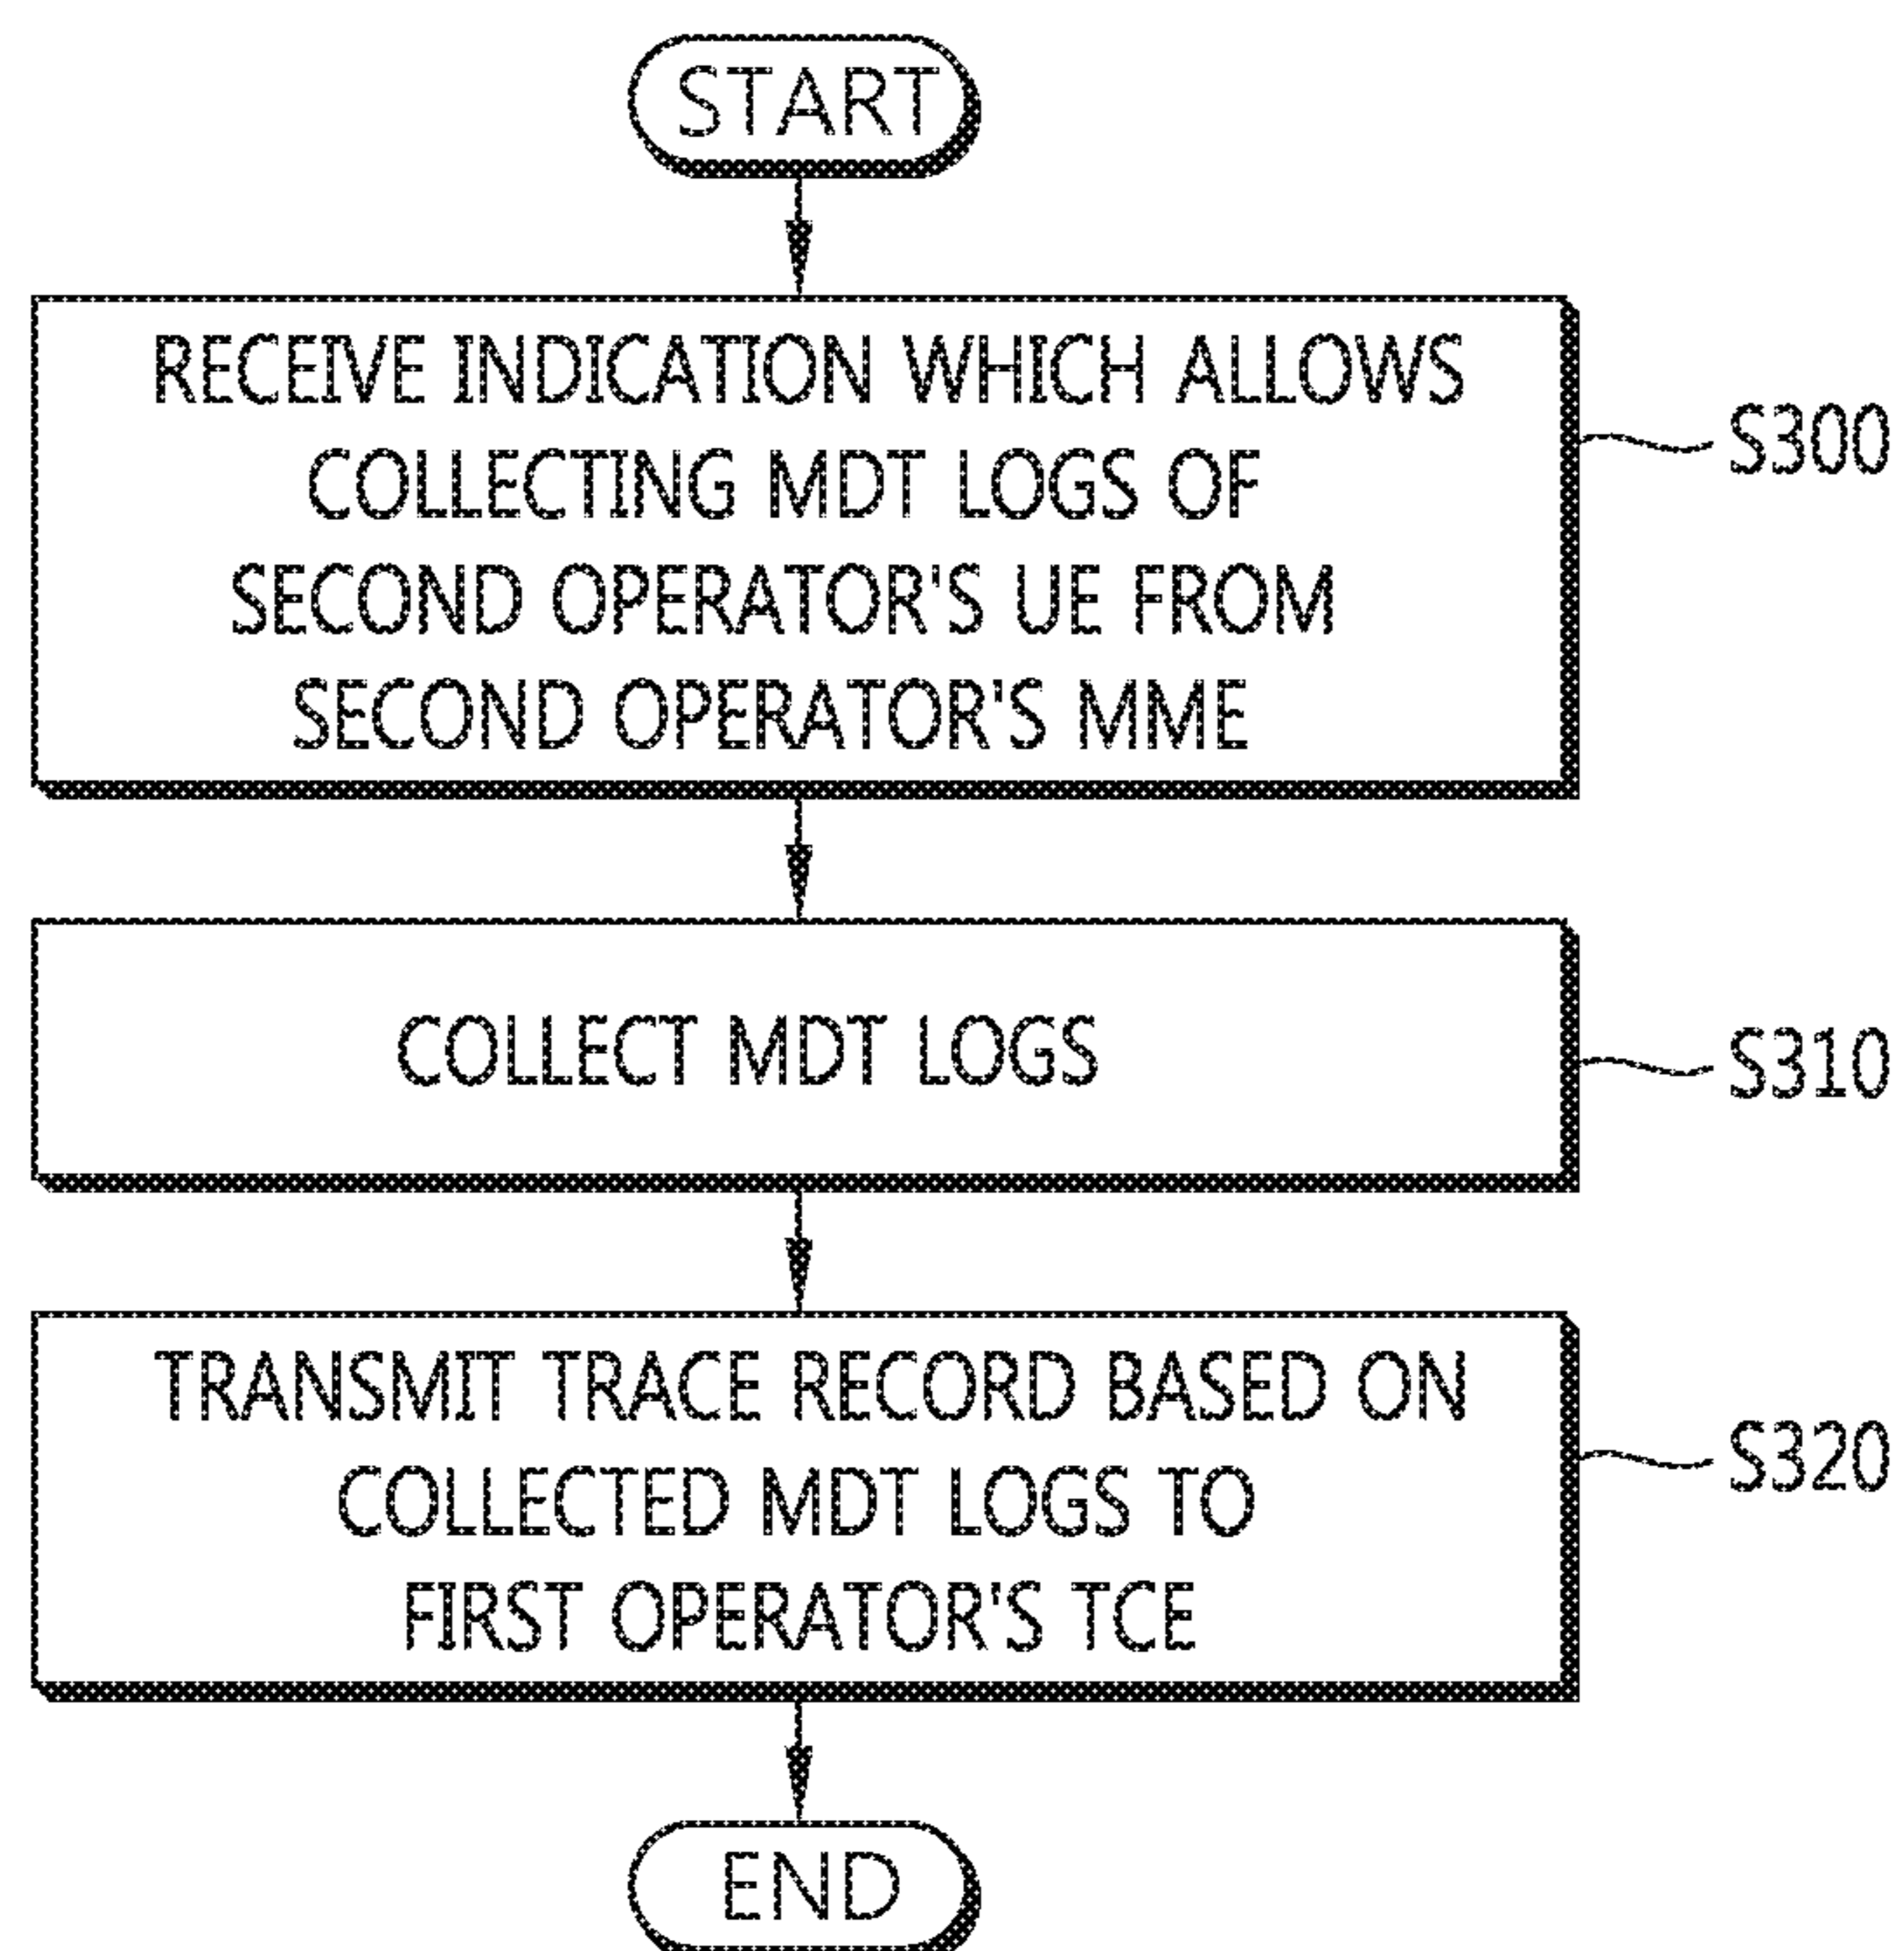 START
RECEIVE INDICATION WHICH ALLOWS
COLLECTING MDT LOGS OF
SECOND OPERATOR'S UE FROM
SECOND OPERATOR'S MME
S300
COLLECT MDT LOGS
S310
TRANSMIT TRACE RECORD BASED ON
COLLECTED MDT LOGS TO
FIRST OPERATOR'S TCE
S320
END